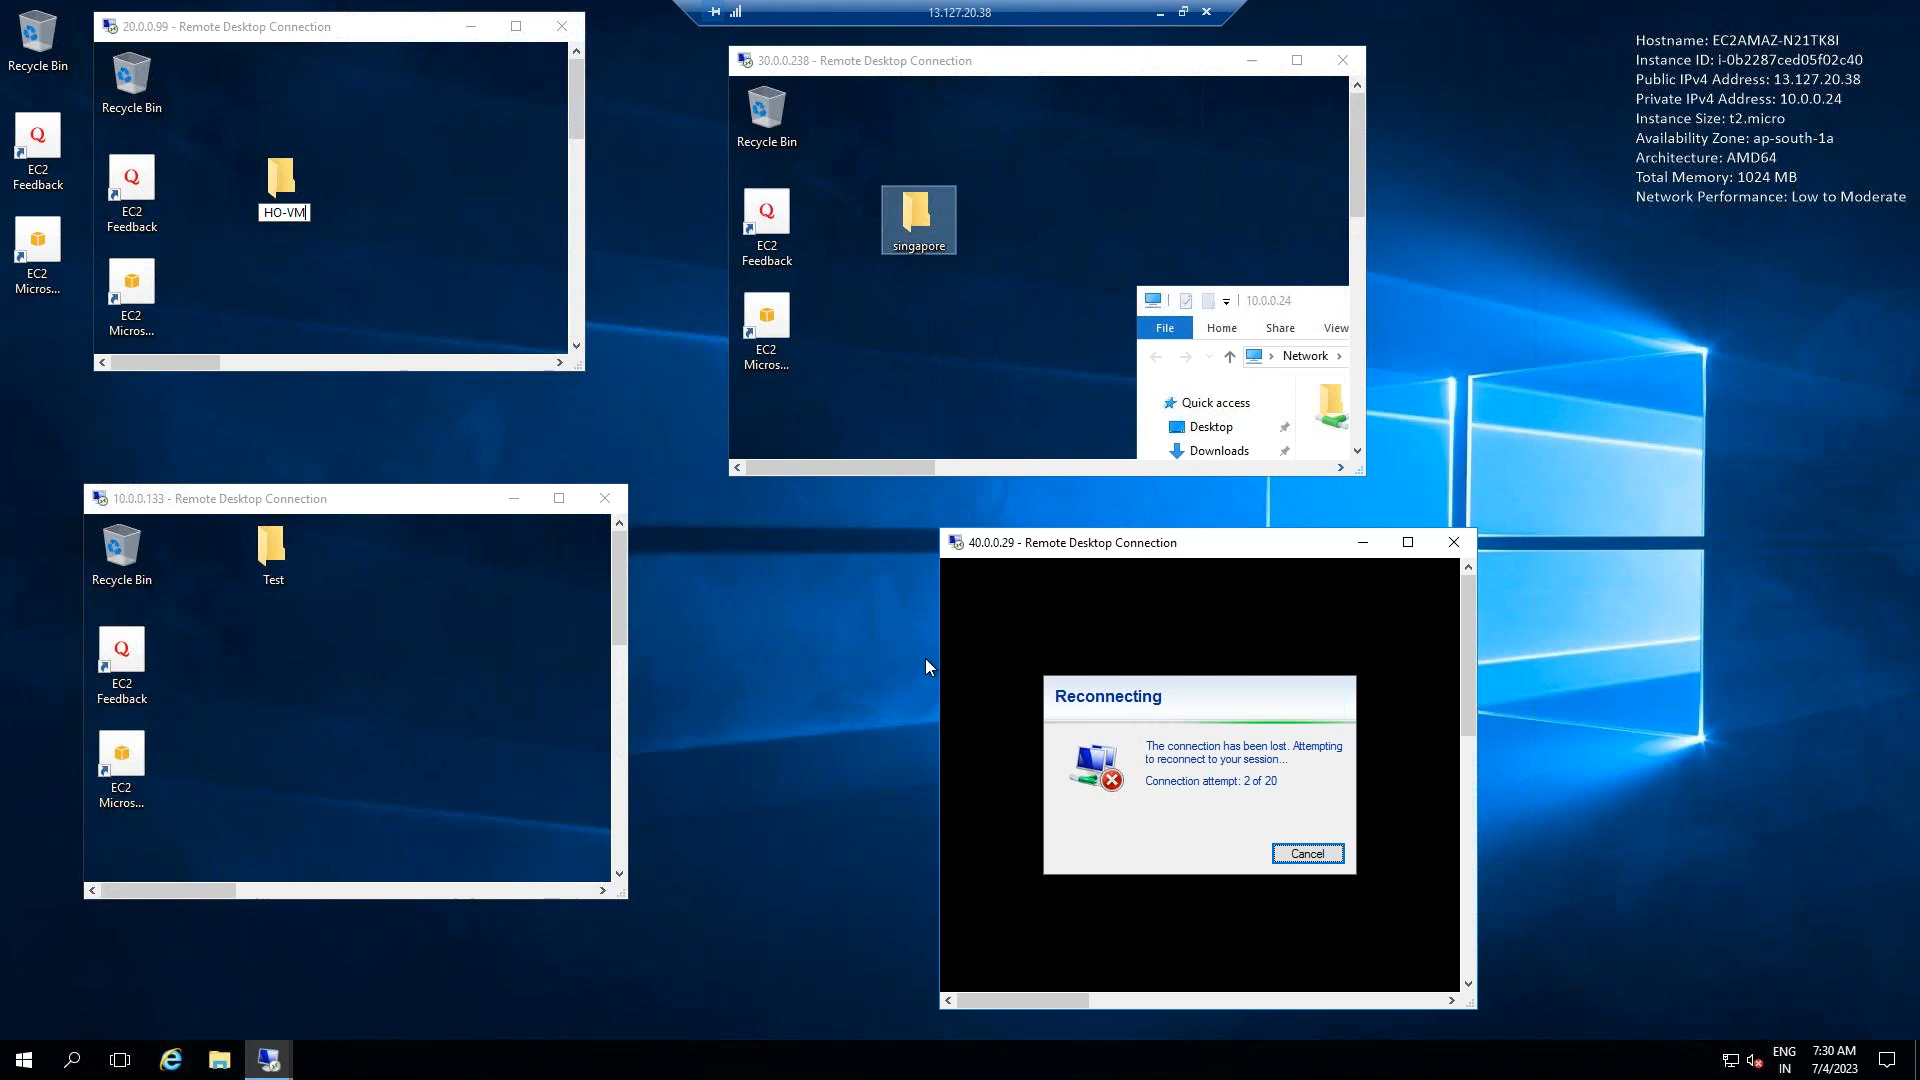 13.127.20.38
Hostname: EC2AMAZ-N21TK8I
Instance ID: i-0b2287ced05f02c40
Public IPv4 Address: 13.127.20.38
Private IPv4 Address: 10.0.0.24
Instance Size: t2.micro
Availability Zone: ap-south-1a
Architecture: AMD64
Total Memory: 1024 MB
Network Performance: Low to Moderate
Recycle Bin
EC2
Feedback
EC2
Micros...
20.0.0.99 - Remote Desktop Connection
Recycle Bin
EC2
Feedback
HO-VM
EC2
Micros...
30.0.0.238 - Remote Desktop Connection
Recycle Bin
EC2
Feedback
singapore
EC2
Micros...
10.0.0.24
File Home Share View
Network
Quick access
Desktop
Downloads
10.0.0.133 - Remote Desktop Connection
Recycle Bin
Test
EC2
Feedback
EC2
Micros...
40.0.0.29 - Remote Desktop Connection
Reconnecting
The connection has been lost. Attempting
to reconnect to your session...
Connection attempt: 2 of 20
Cancel
ENG
IN
7:30 AM
7/4/2023